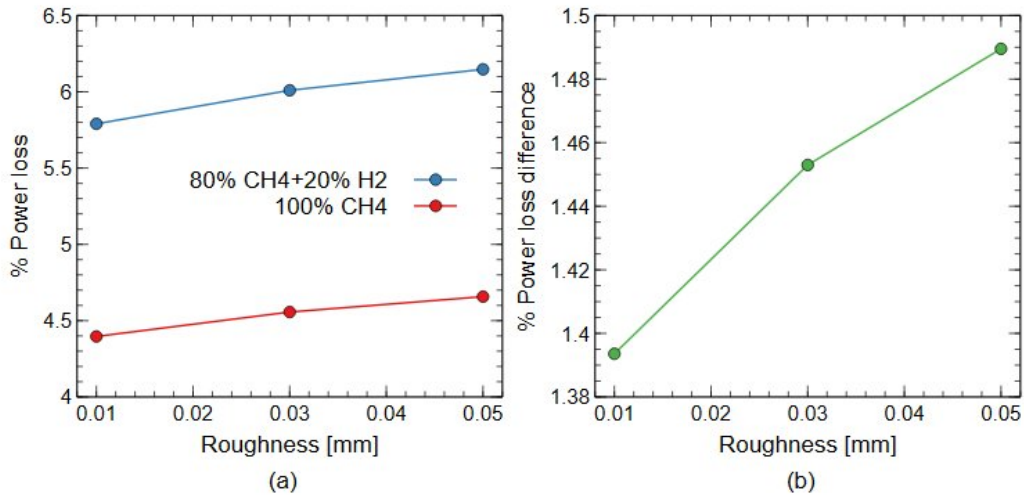 6.5
6
5.5
5
4.5
4
% Power loss
80% CH4+20% H2
100% CH4
0.01
0.02
0.03
0.04
0.05
Roughness [mm]
(a)
1.5
1.48
1.46
1.44
1.42
1.4
1.38
% Power loss difference
0.01
0.02
0.03
0.04
0.05
Roughness [mm]
(b)